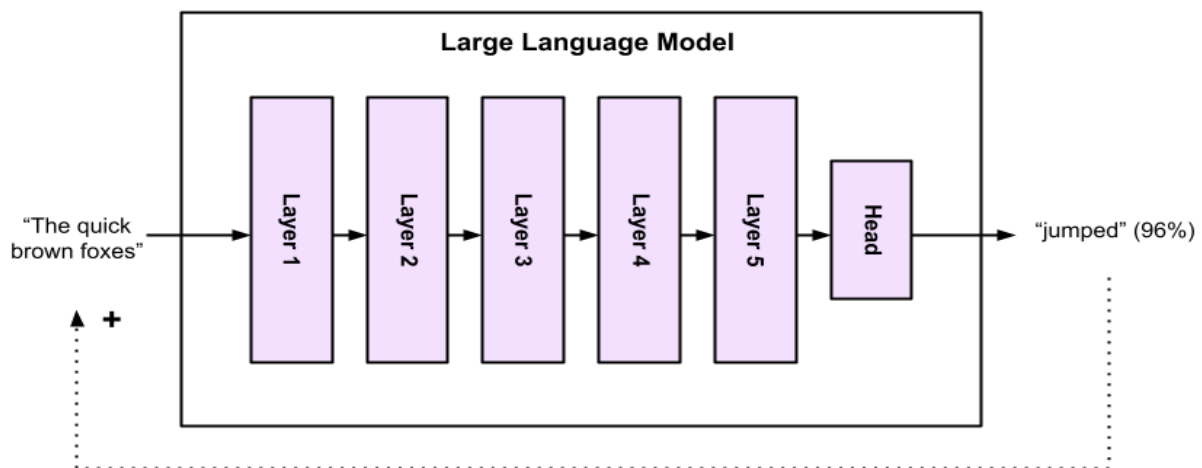 Large Language Model
“The quick
brown foxes”
Layer 1
Layer 2
Layer 3
Layer 4
Layer 5
Head
“jumped” (96%)
+